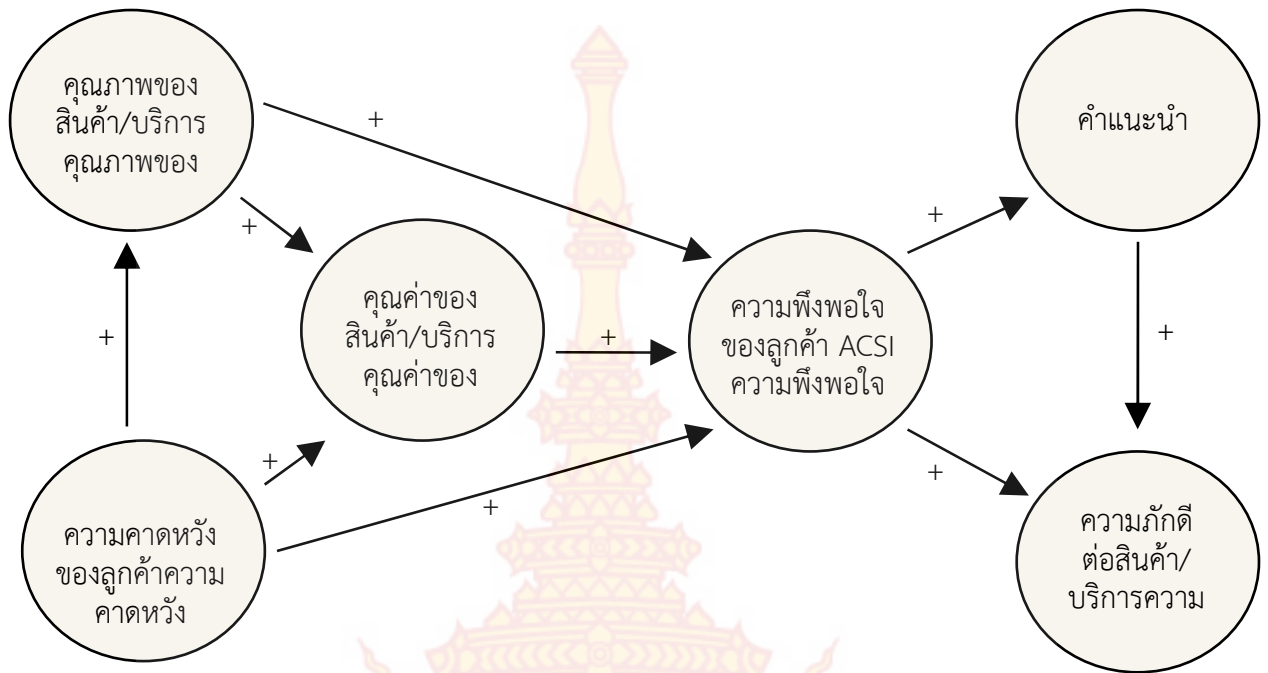 คุณภาพของ
สินค้า/บริการ
คุณภาพของ
คำแนะนำ
+
+
+
คุณค่าของ
สินค้า/บริการ
คุณค่าของ
ความพึงพอใจ
ของลูกค้า ACSI
ความพึงพอใจ
+
+
+
+
+
+
ความคาดหวัง
ของลูกค้าความ
คาดหวัง
ความภักดี
ต่อสินค้า/
บริการความ